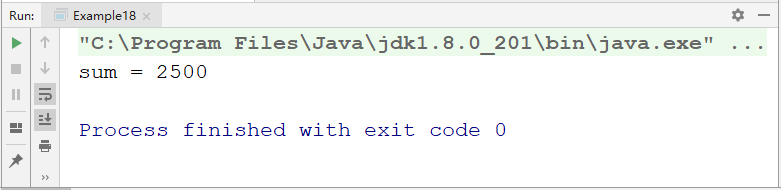 Run: Example18
"C:\Program Files\Java\jdk1.8.0_201\bin\java.exe" ...
sum = 2500
Process finished with exit code 0